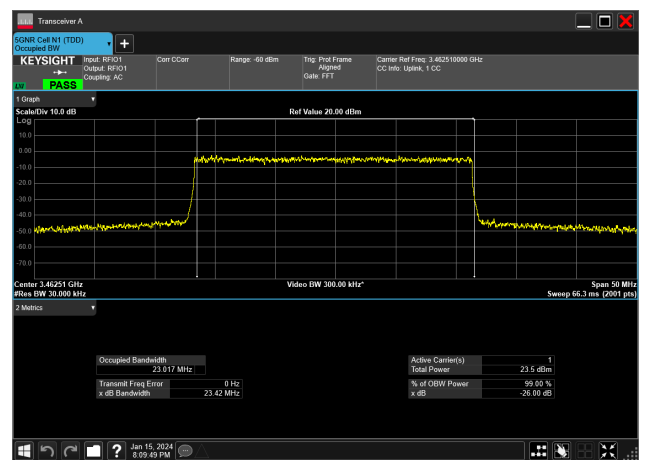 Transceiver A
5GNR Cell N1 (TDD)
Occupied BW
KEYSIGHT
LV
PASS
Input: RFIO1
Output: RFIO1
Coupling: AC
Corr CCorr
Range: -60 dBm
Trig: Prot Frame
Aligned
Gate: FFT
Carrier Ref Freq: 3.462510000 GHz
CC Info: Uplink, 1 CC
1 Graph
Scale/Div 10.0 dB
Ref Value 20.00 dBm
Log
10.0
0.00
-10.0
-20.0
-30.0
-40.0
-50.0
-60.0
-70.0
Center 3.46251 GHz
Video BW 300.00 kHz*
Span 50 MHz
#Res BW 30.000 kHz
Sweep 66.3 ms (2001 pts)
2 Metrics
Occupied Bandwidth
23.017 MHz
Active Carrier(s) 1
Total Power 23.5 dBm
Transmit Freq Error 0 Hz
x dB Bandwidth 23.42 MHz
% of OBW Power 99.00 %
x dB -26.00 dB
Jan 15, 2024
8:09:49 PM